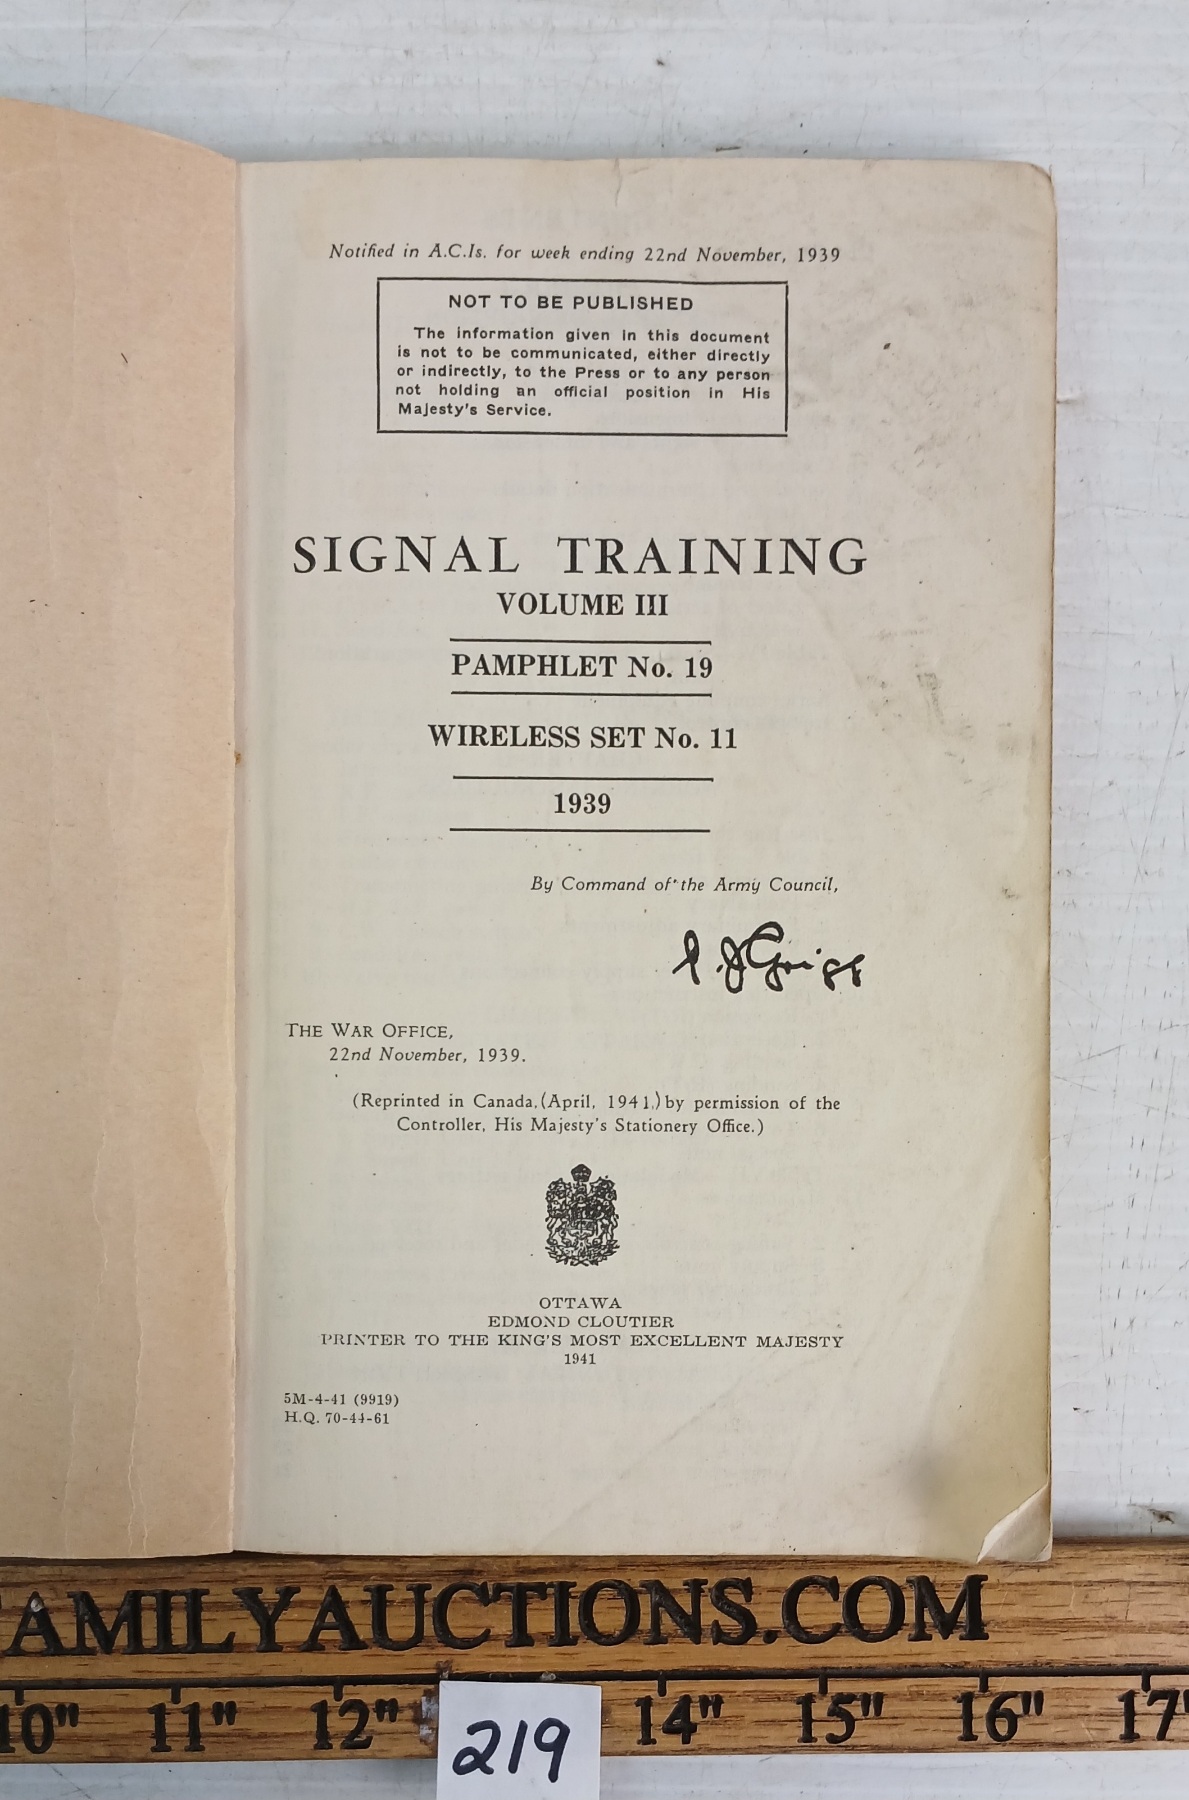 Notified in A.C.Is. for week ending 22nd November, 1939
NOT TO BE PUBLISHED
The information given in this document
is not to be communicated, either directly
or indirectly, to the Press or to any person
not holding an official position in His
Majesty's Service.
SIGNAL TRAINING
VOLUME III
PAMPHLET No. 19
WIRELESS SET No. 11
1939
By Command of the Army Council,
P. J. Grigg
THE WAR OFFICE,
22nd November, 1939.
(Reprinted in Canada, (April, 1941,) by permission of the
Controller, His Majesty's Stationery Office.)
OTTAWA
EDMOND CLOUTIER
PRINTER TO THE KING'S MOST EXCELLENT MAJESTY
1941
5M-4-41 (9919)
H.Q. 70-44-61
AMILYAUCTIONS.COM
10" 11" 12" 14" 15" 16" 17"
219